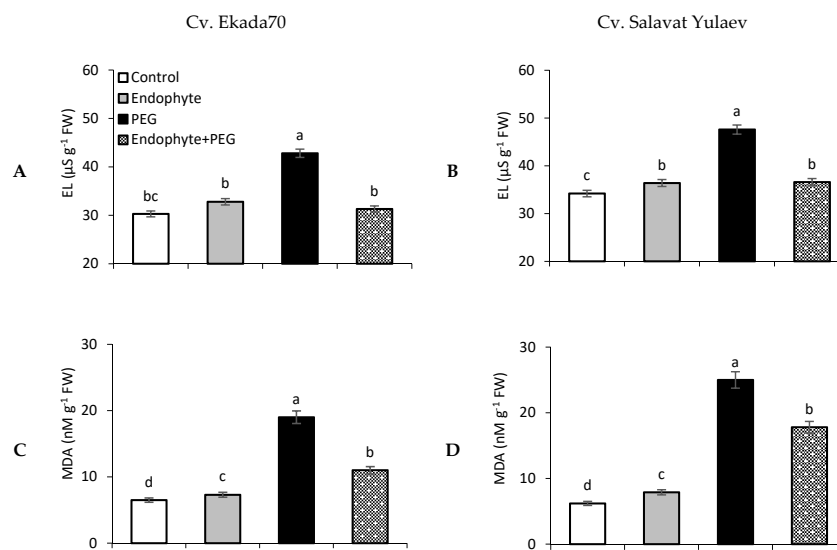 Cv. Ekada70
Cv. Salavat Yulaev
A
EL (µS g⁻¹ FW)
60
50
40
30
20
Control
Endophyte
PEG
Endophyte+PEG
bc
b
a
b
B
EL (µS g⁻¹ FW)
60
50
40
30
20
c
b
a
b
C
MDA (nM g⁻¹ FW)
30
20
10
0
d
c
a
b
D
MDA (nM g⁻¹ FW)
30
20
10
0
d
c
a
b